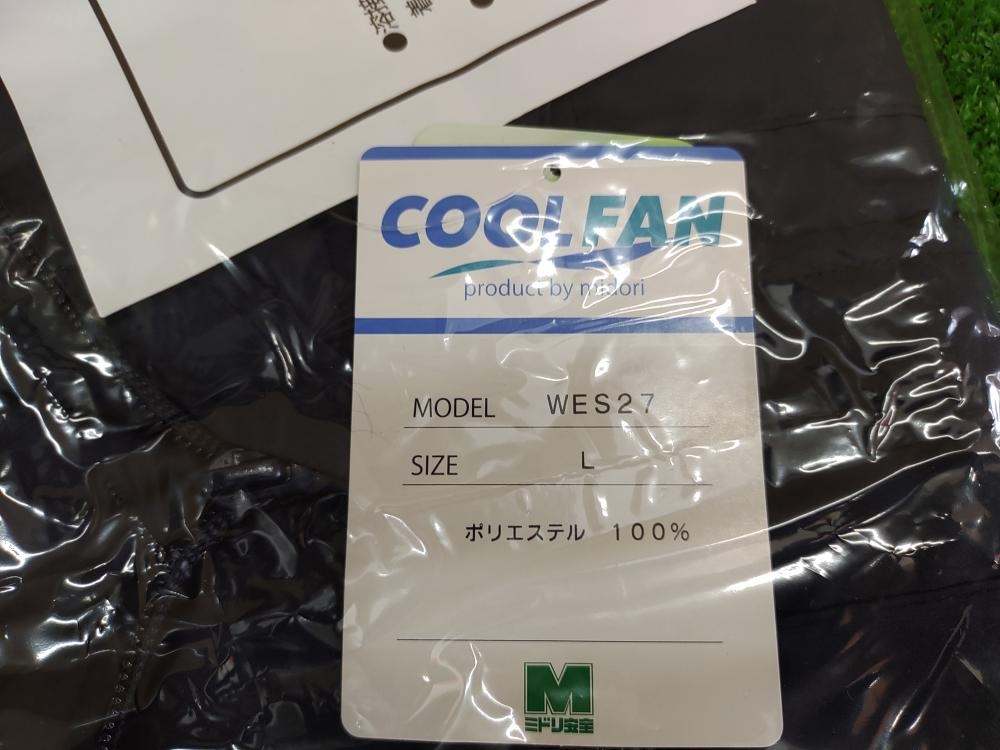 COOLFAN
product by midori
MODEL WES27
SIZE L
ポリエステル 100%
M
ミドリ安全